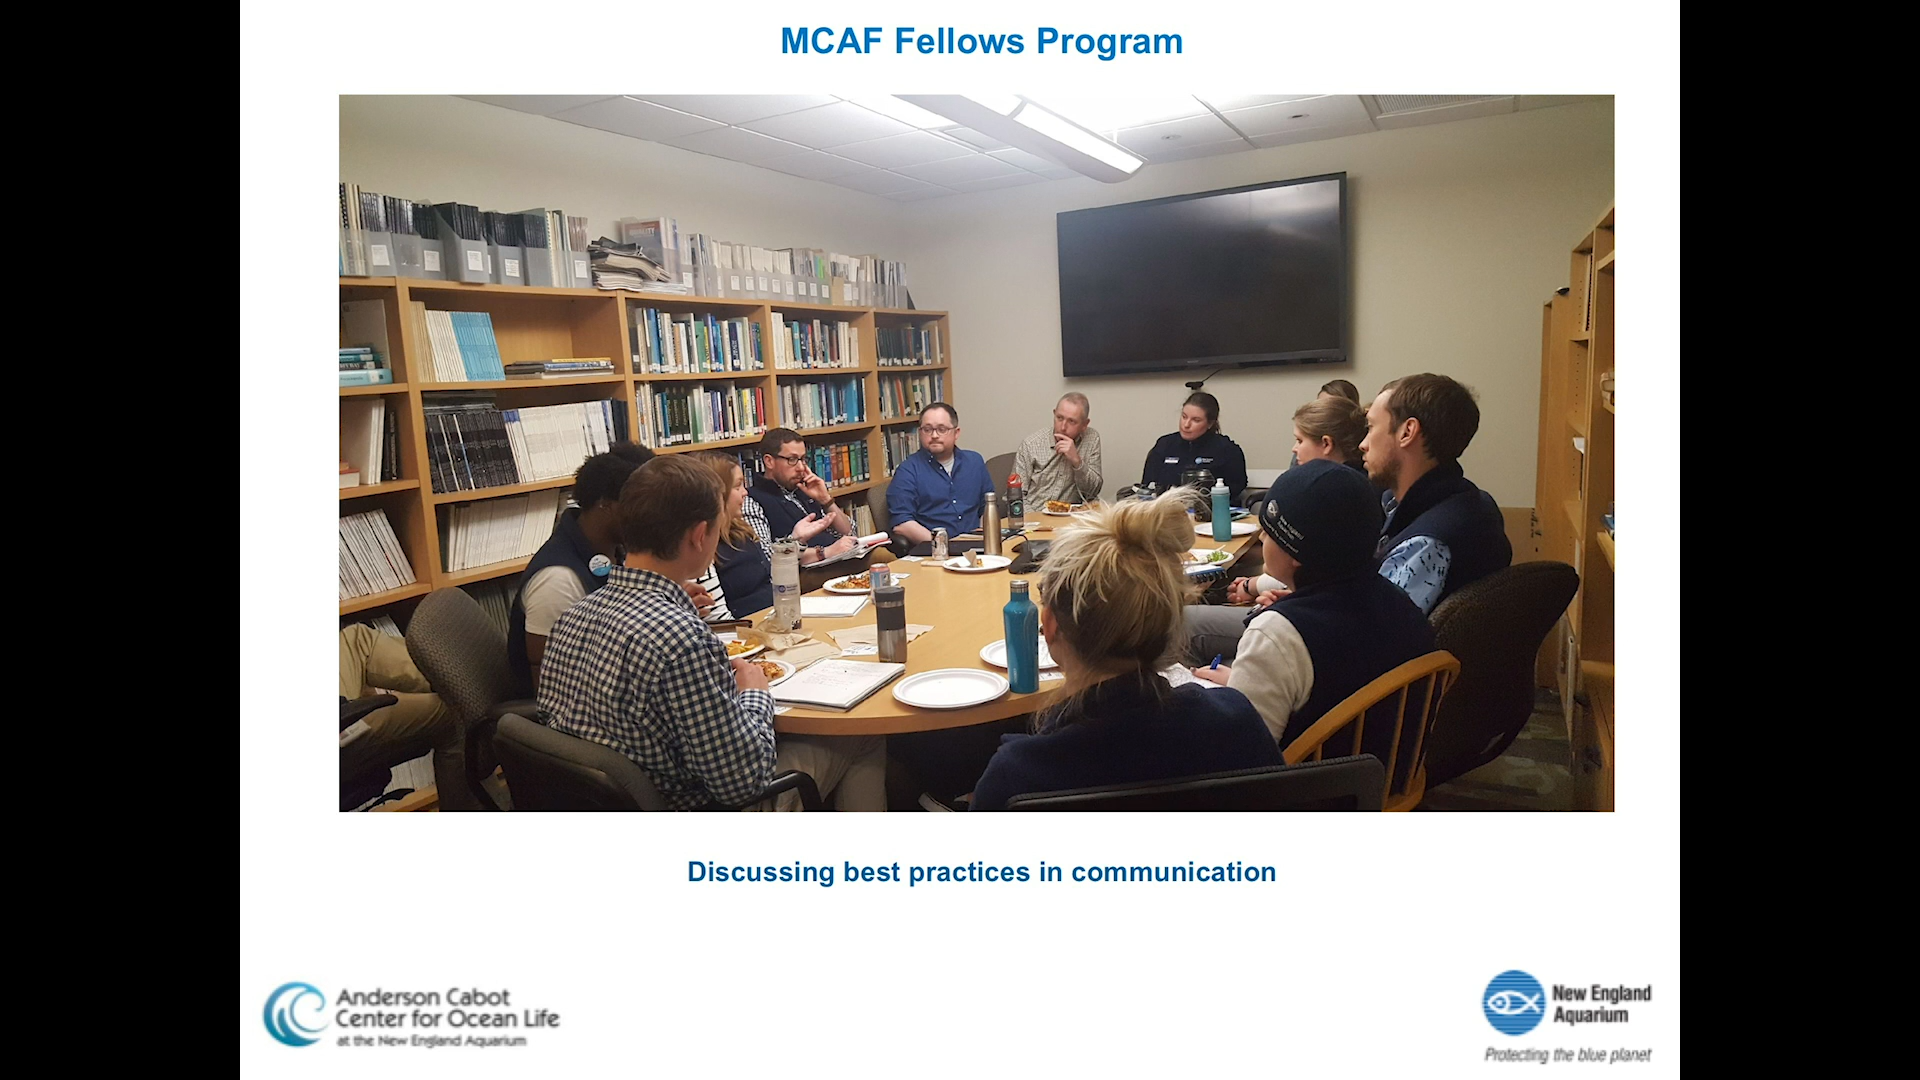 MCAF Fellows Program
Discussing best practices in communication
Anderson Cabot
Center for Ocean Life
at the New England Aquarium
New England
Aquarium
Protecting the blue planet